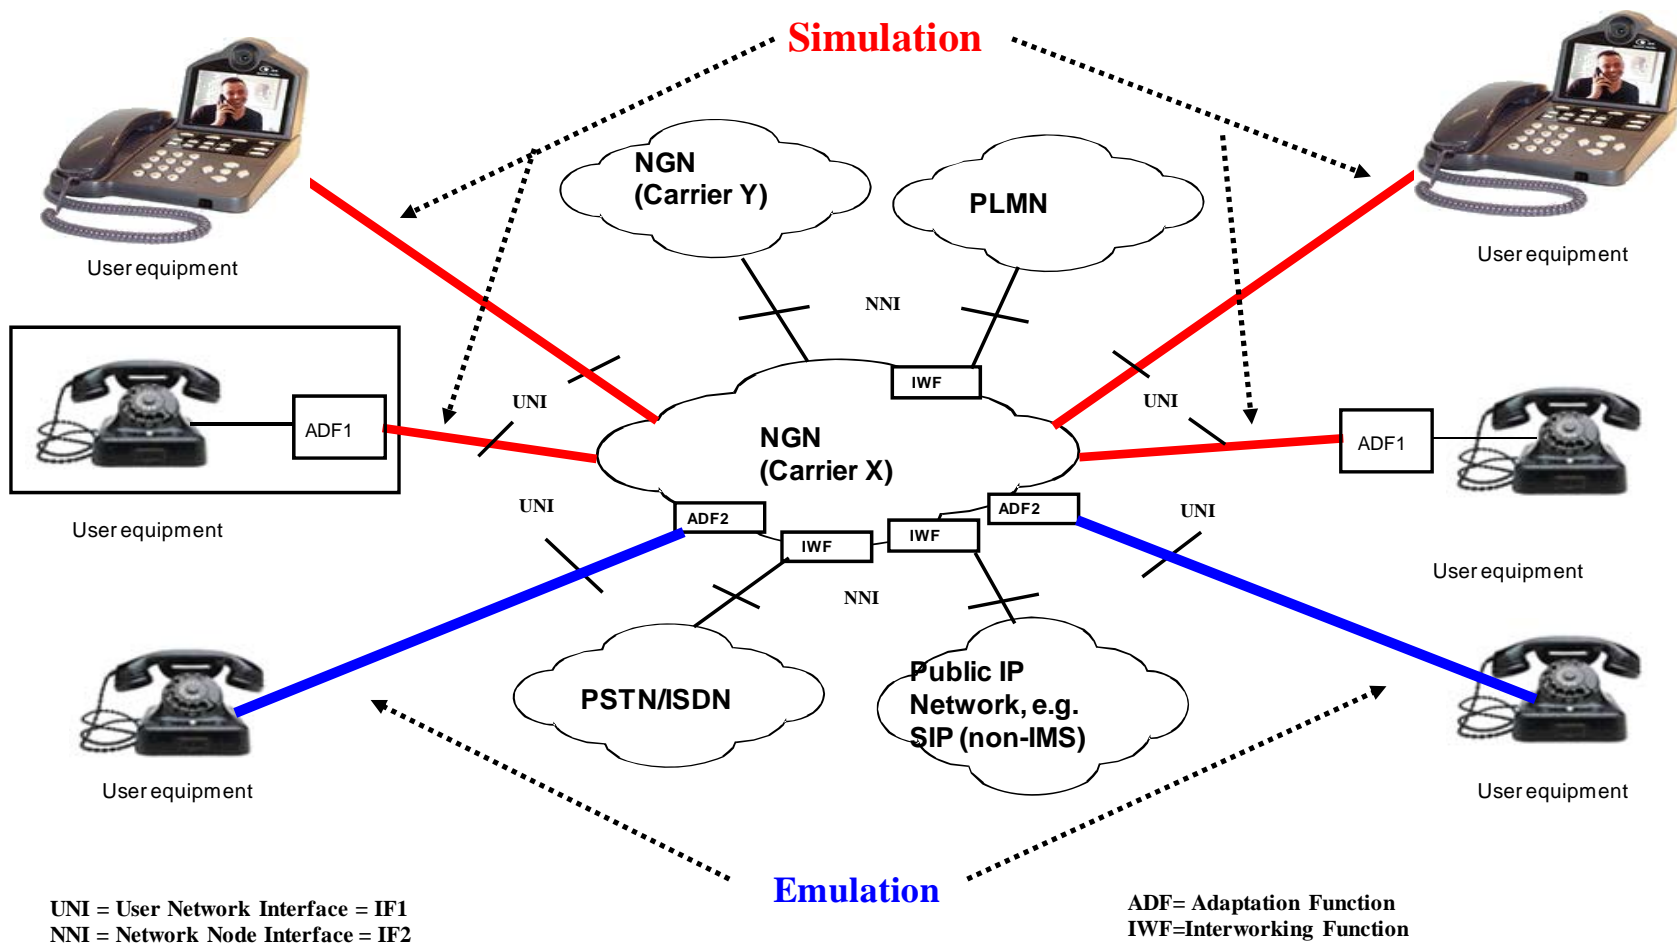 Simulation
NGN
(Carrier Y)
PLMN
User equipment
User equipment
NNI
IWF
UNI
UNI
ADF1
NGN
(Carrier X)
ADF1
User equipment
UNI
ADF2
ADF2
UNI
IWF
IWF
User equipment
NNI
PSTN/ISDN
Public IP
Network, e.g.
SIP (non-IMS)
User equipment
User equipment
Emulation
UNI = User Network Interface = IF1
NNI = Network Node Interface = IF2
ADF= Adaptation Function
IWF=Interworking Function